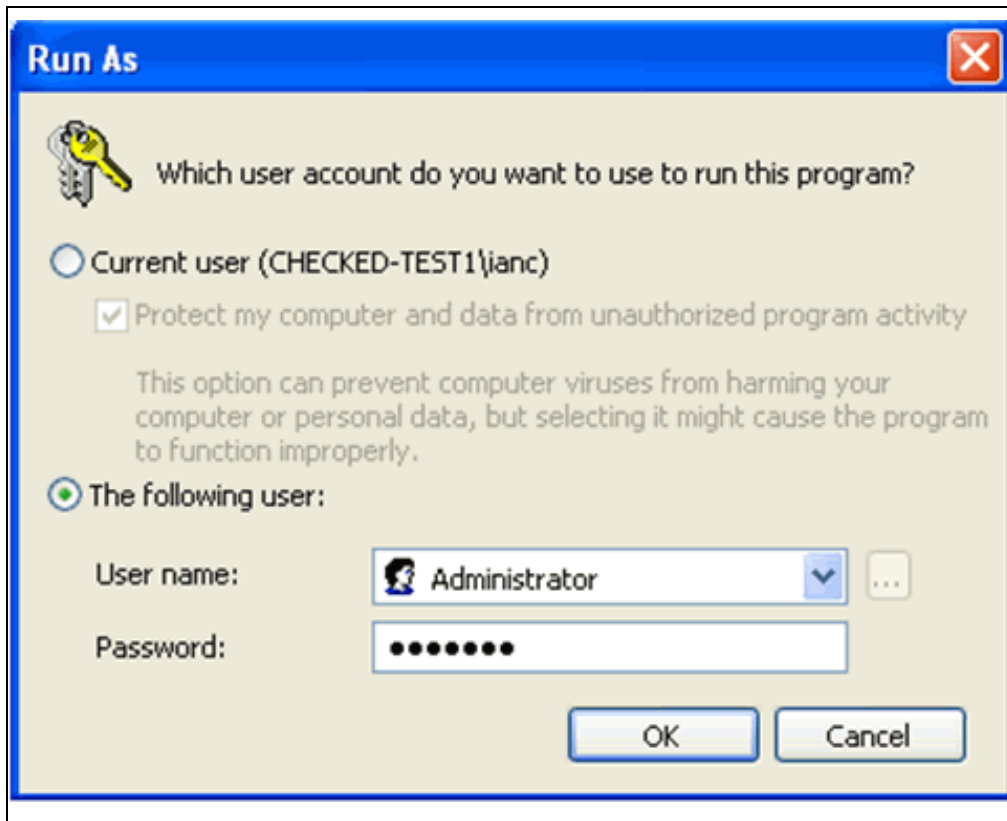 Run As
Which user account do you want to use to run this program?
Current user (CHECKED-TEST1\ianc)
Protect my computer and data from unauthorized program activity
This option can prevent computer viruses from harming your
computer or personal data, but selecting it might cause the program
to function improperly.
The following user:
User name:
Administrator
...
Password:
•••••••
OK
Cancel